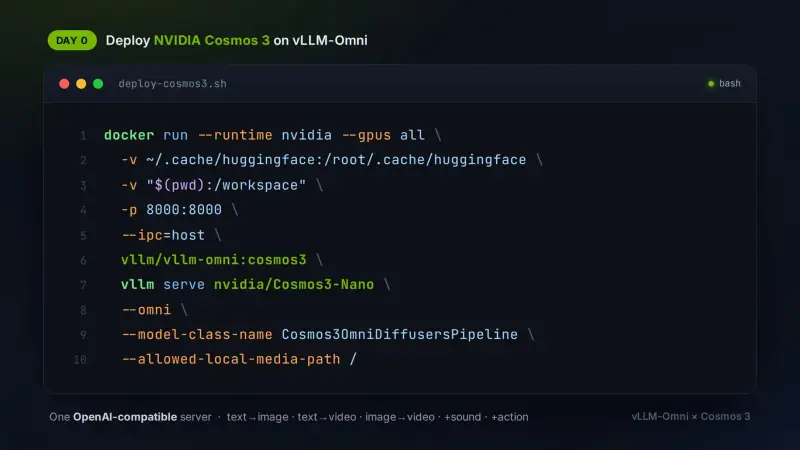 DAY 0 Deploy NVIDIA Cosmos 3 on vLLM-Omni
deploy-cosmos3.sh bash
1 docker run --runtime nvidia --gpus all \
2 -v ~/.cache/huggingface:/root/.cache/huggingface \
3 -v "$(pwd):/workspace" \
4 -p 8000:8000 \
5 --ipc=host \
6 vllm/vllm-omni:cosmos3 \
7 vllm serve nvidia/Cosmos3-Nano \
8 --omni \
9 --model-class-name Cosmos3OmniDiffusersPipeline \
10 --allowed-local-media-path /
One OpenAI-compatible server · text→image · text→video · image→video · +sound · +action vLLM-Omni × Cosmos 3